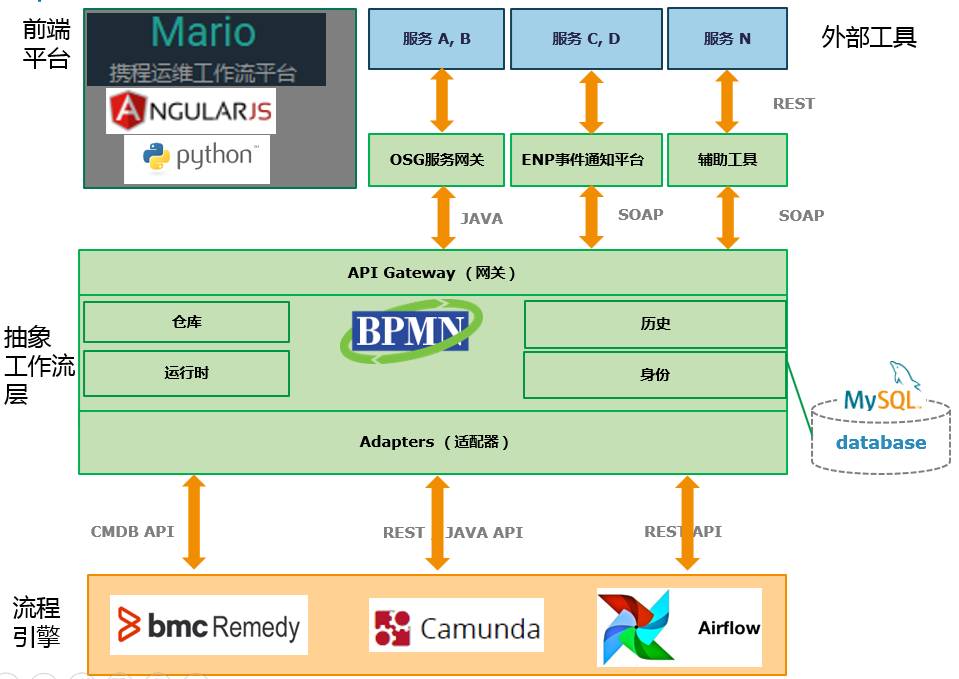 前端
平台
Mario
携程运维工作流平台
ANGULARJS
python™
服务 A, B
服务 C, D
服务 N
外部工具
REST
OSG服务网关
ENP事件通知平台
辅助工具
JAVA
SOAP
SOAP
API Gateway（网关）
抽象
工作流
层
仓库
运行时
BPMN
历史
身份
MySQL
database
Adapters（适配器）
CMDB API
REST JAVA API
REST API
流程
引擎
bmc Remedy
Camunda
Airflow